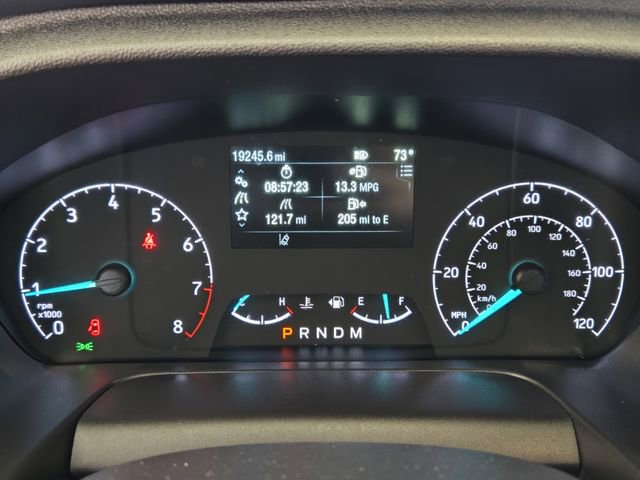 19245.6 mi 73°
08:57:23 13.3 MPG
121.7 mi 205 mi to E
0 1 2 3 4 5 6 7 8
rpm
x1000
C H E F
P R N D M
0 20 40 60 80 100 120
MPH
0 20 40 60 80 100 120 140 160 180
km/h